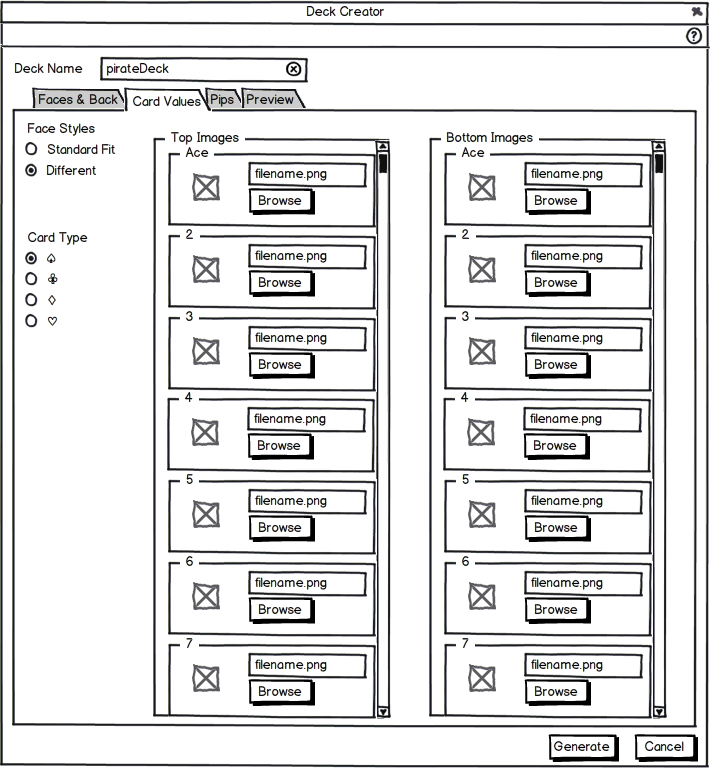 Deck Creator
?
Deck Name pirateDeck
Faces & Back Card Values Pips Preview
Face Styles
Standard Fit
Different
Card Type
♤
♧
♢
♡
Top Images
Ace
filename.png
Browse
2
filename.png
Browse
3
filename.png
Browse
4
filename.png
Browse
5
filename.png
Browse
6
filename.png
Browse
7
filename.png
Browse
Bottom Images
Ace
filename.png
Browse
2
filename.png
Browse
3
filename.png
Browse
4
filename.png
Browse
5
filename.png
Browse
6
filename.png
Browse
7
filename.png
Browse
Generate Cancel